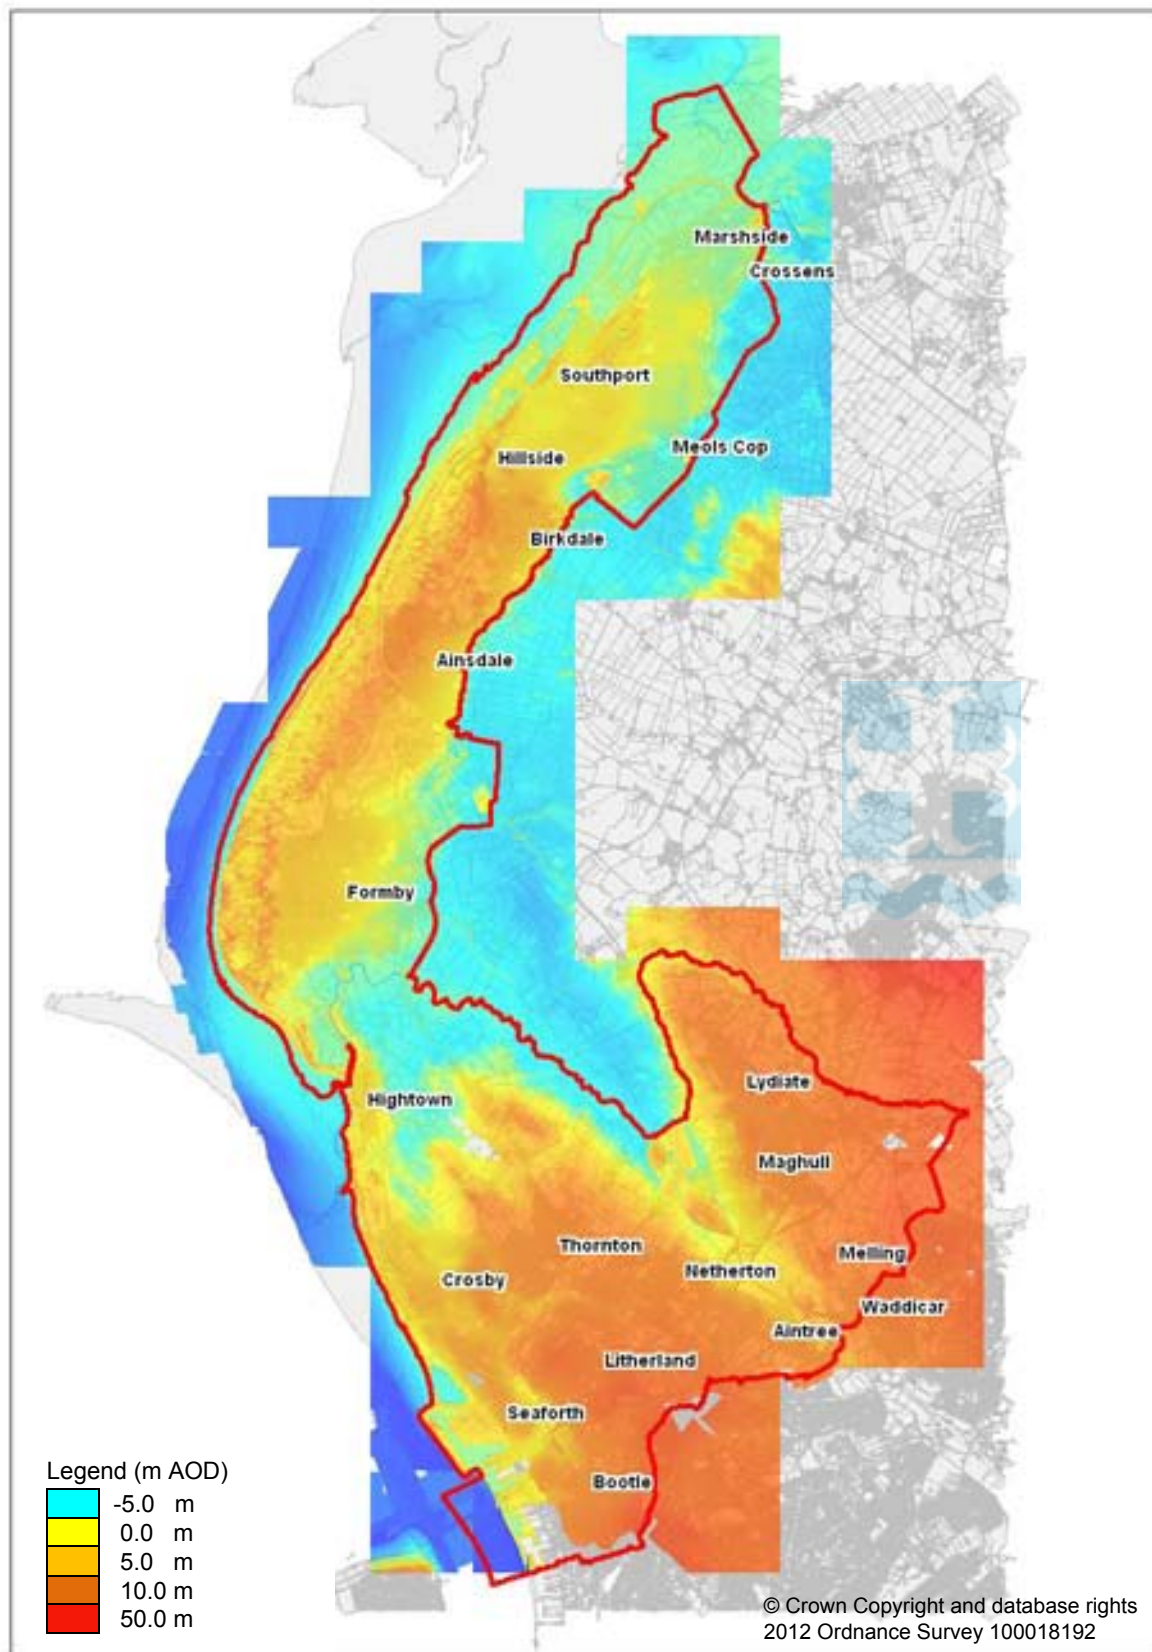 Marshside
Crossens
Southport
Meols Cop
Hillside
Birkdale
Ainsdale
Formby
Lydiate
Hightown
Maghull
Thornton
Melling
Netherton
Crosby
Waddicar
Aintree
Litherland
Seaforth
Bootle
Legend (m AOD)
-5.0 m
0.0 m
5.0 m
10.0 m
50.0 m
© Crown Copyright and database rights
2012 Ordnance Survey 100018192